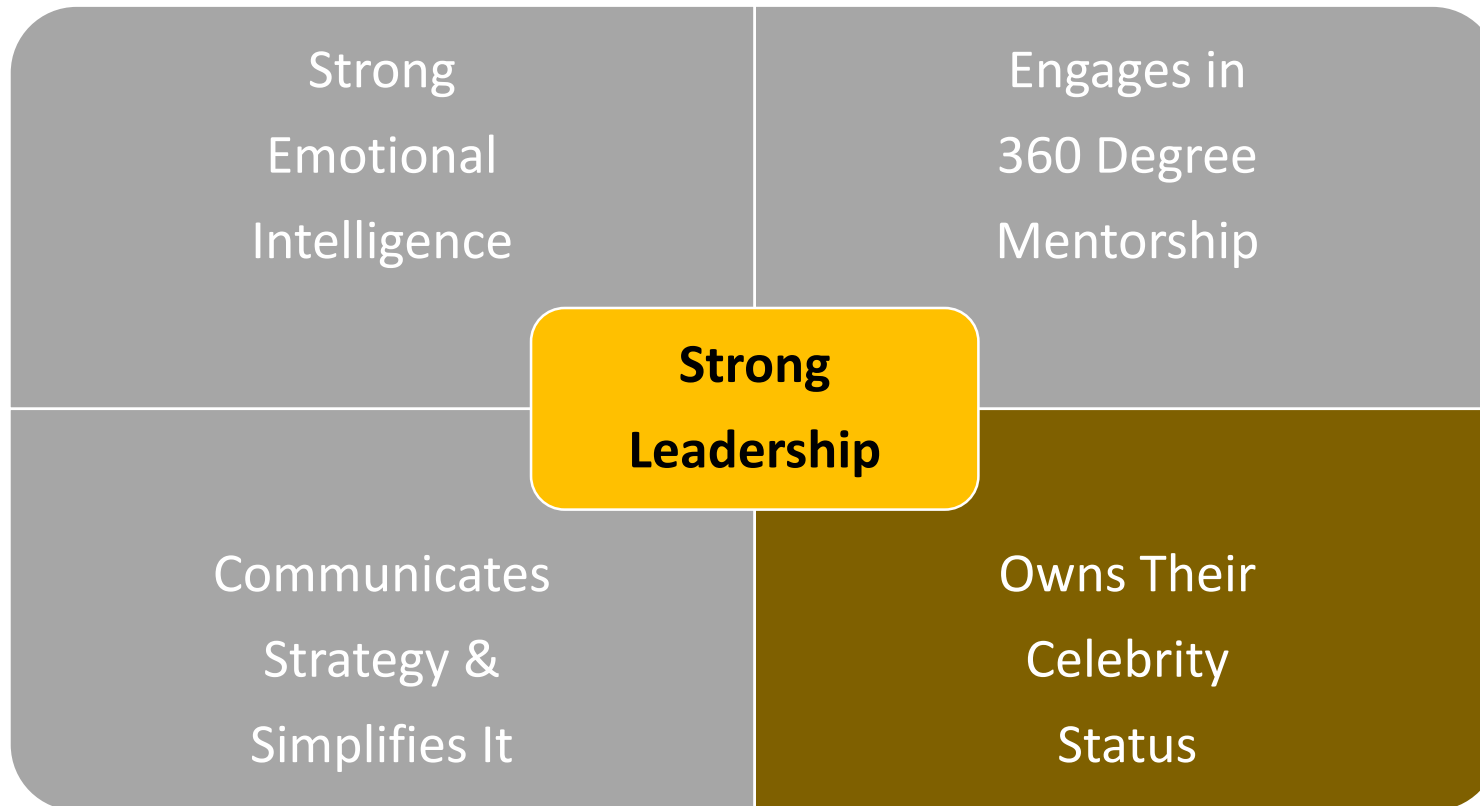 Strong
Emotional
Intelligence
Engages in
360 Degree
Mentorship
Strong
Leadership
Communicates
Strategy &
Simplifies It
Owns Their
Celebrity
Status